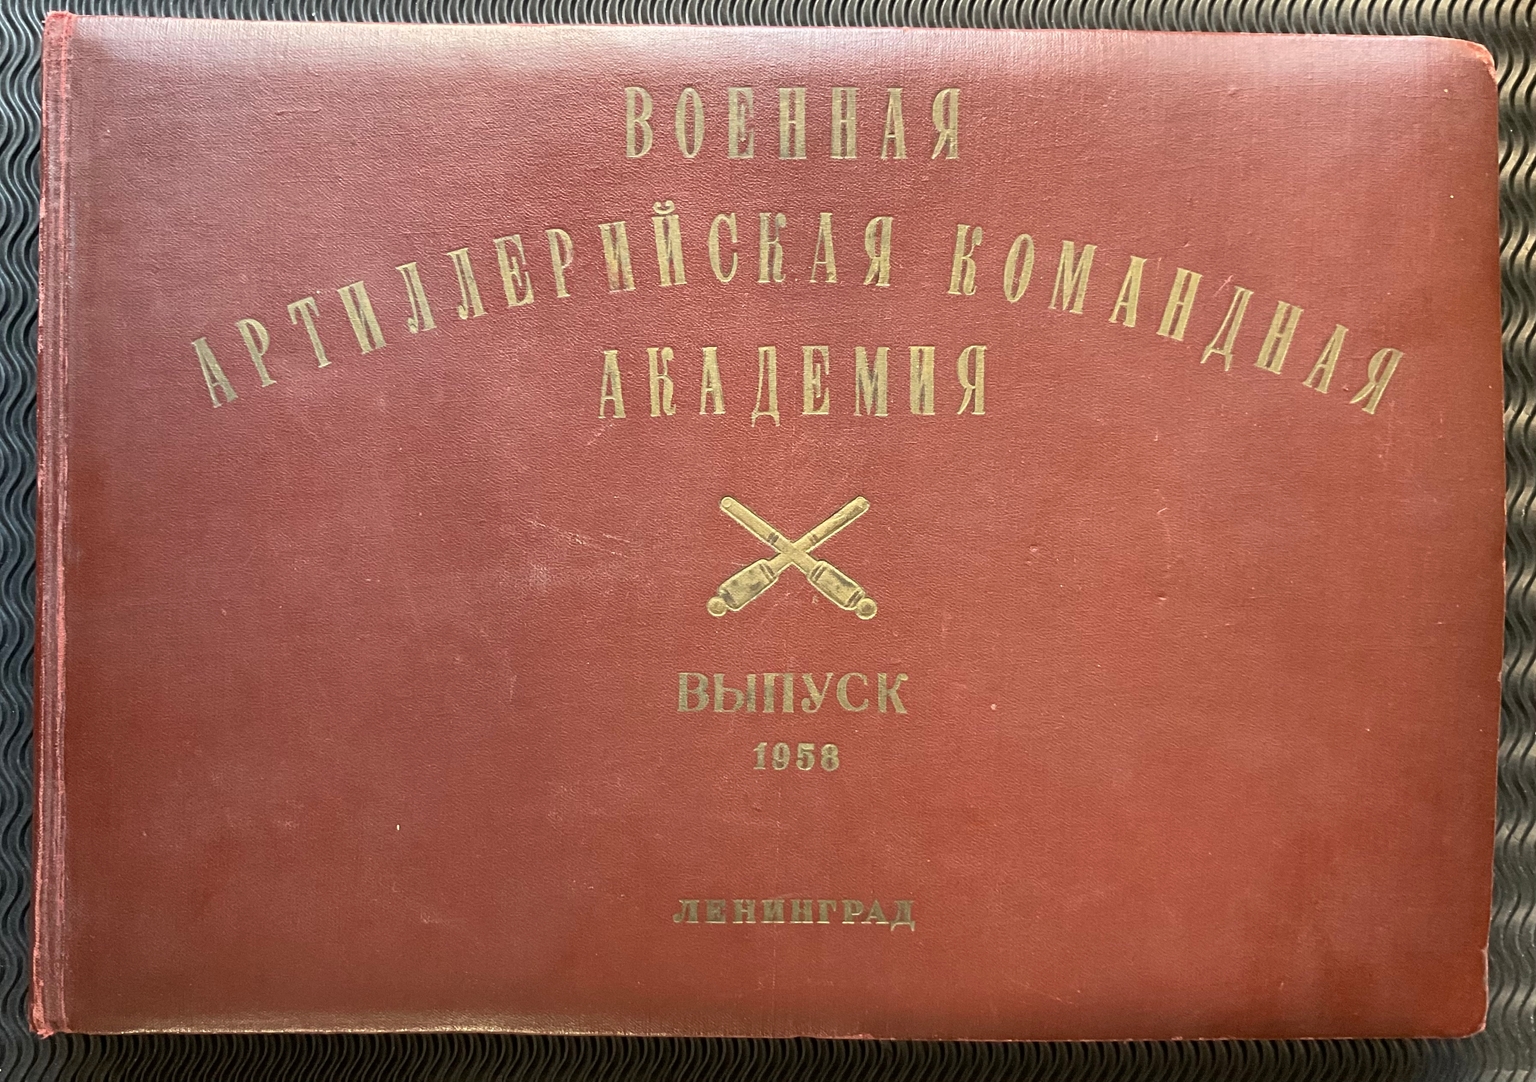 ВОЕННАЯ
АРТИЛЛЕРИЙСКАЯ КОМАНДНАЯ
АКАДЕМИЯ
ВЫПУСК
1958
ЛЕНИНГРАД